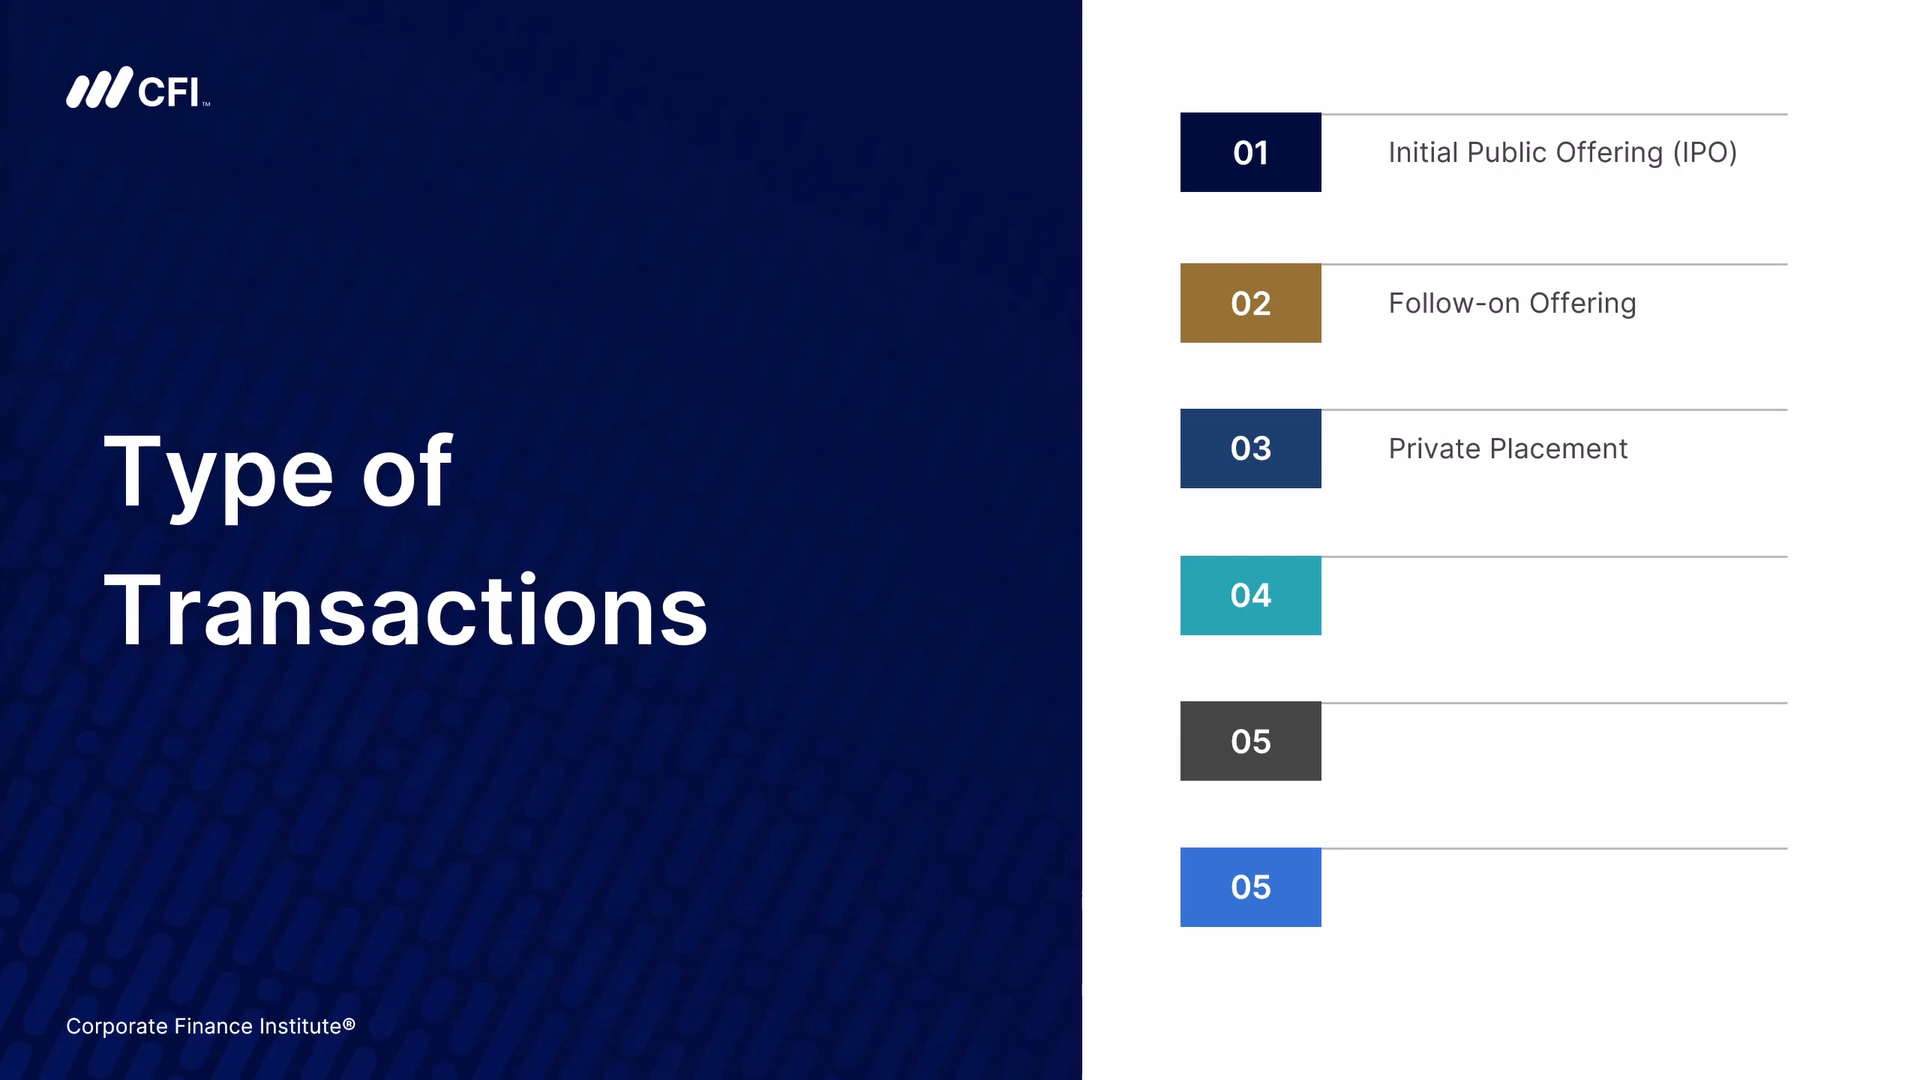 CFI™
Type of
Transactions
Corporate Finance Institute®
01 Initial Public Offering (IPO)
02 Follow-on Offering
03 Private Placement
04
05
05